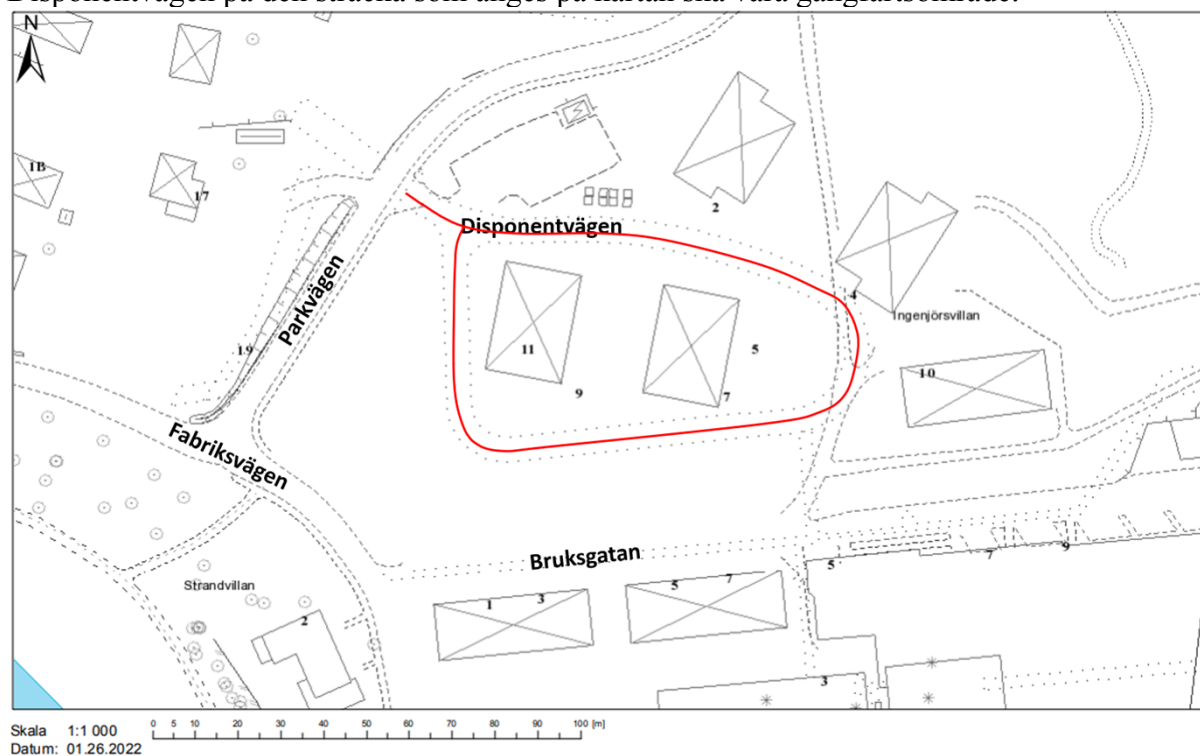 Disponentvägen på den sträcka som anges på kartan ska vara gångfartsområde.
N
1B
17
2
Disponentvägen
4
Ingenjörsvillan
Parkvägen
19
11
5
10
9
7
Fabriksvägen
Bruksgatan
7
9
5
Strandvillan
5
7
1
3
2
3
Skala 1:1 000
0 5 10 20 30 40 50 60 70 80 90 100 [m]
Datum: 01.26.2022